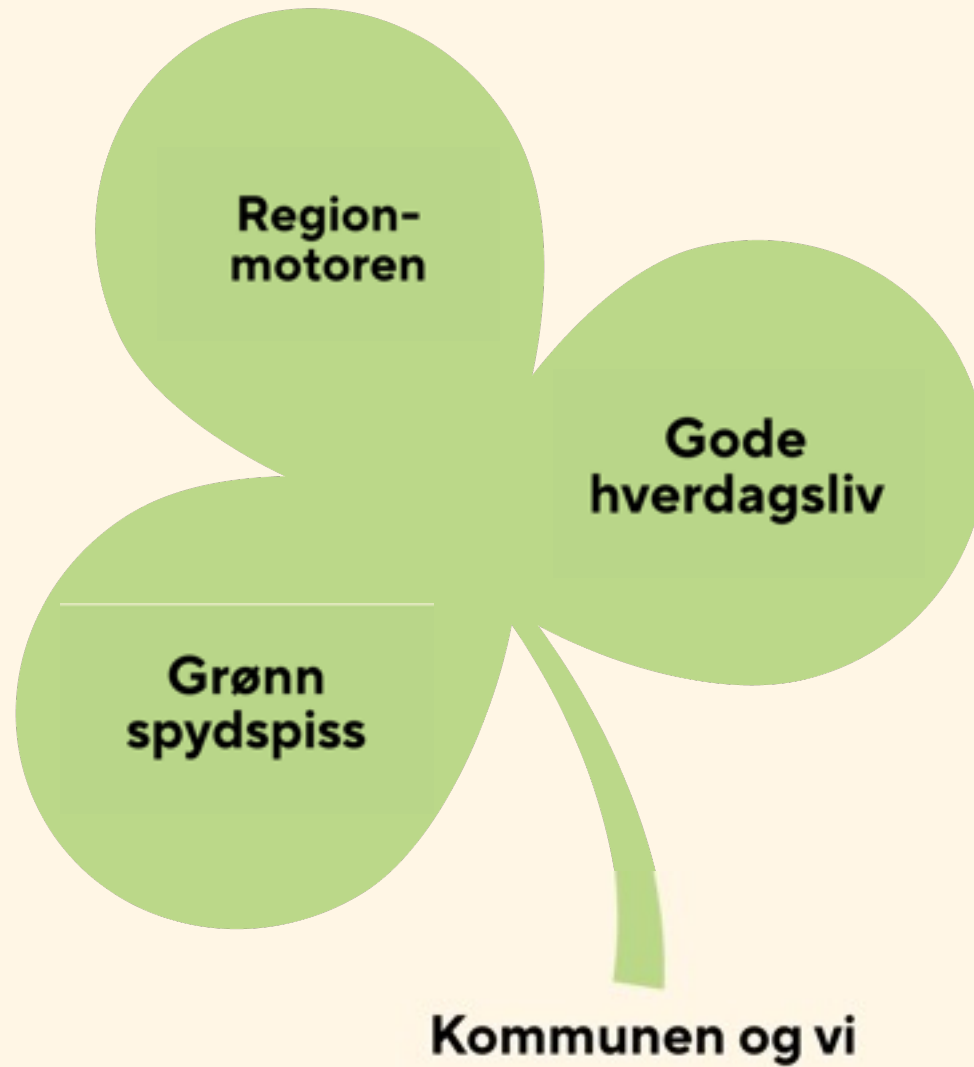 Region-
motoren
Gode
hverdagsliv
Grønn
spydspiss
Kommunen og vi